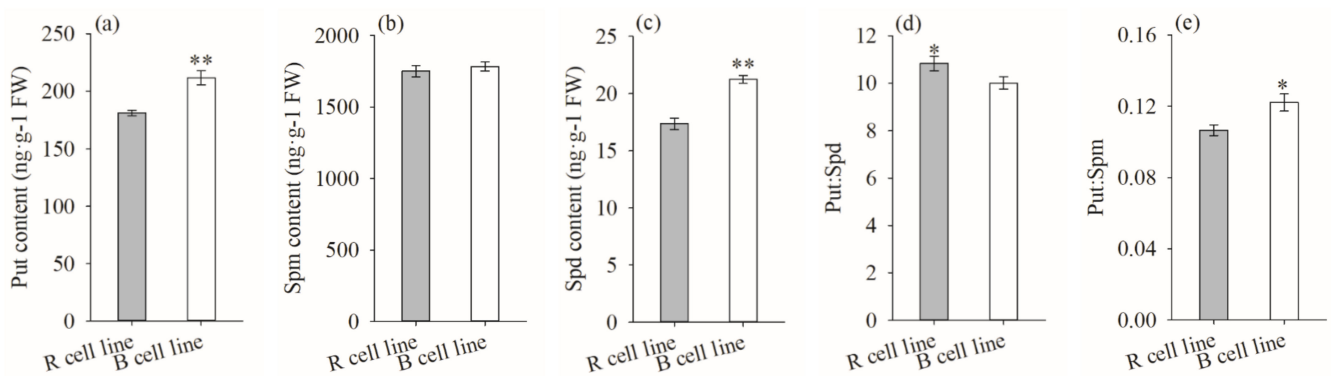 (a)
Put content (ng·g-1 FW)
250
200
150
100
50
0
**
R cell line
B cell line
(b)
Spm content (ng·g-1 FW)
2000
1500
1000
500
0
R cell line
B cell line
(c)
Spd content (ng·g-1 FW)
25
20
15
10
5
0
**
R cell line
B cell line
(d)
Put:Spd
12
10
8
6
4
2
0
*
R cell line
B cell line
(e)
Put:Spm
0.16
0.12
0.08
0.04
0.00
*
R cell line
B cell line